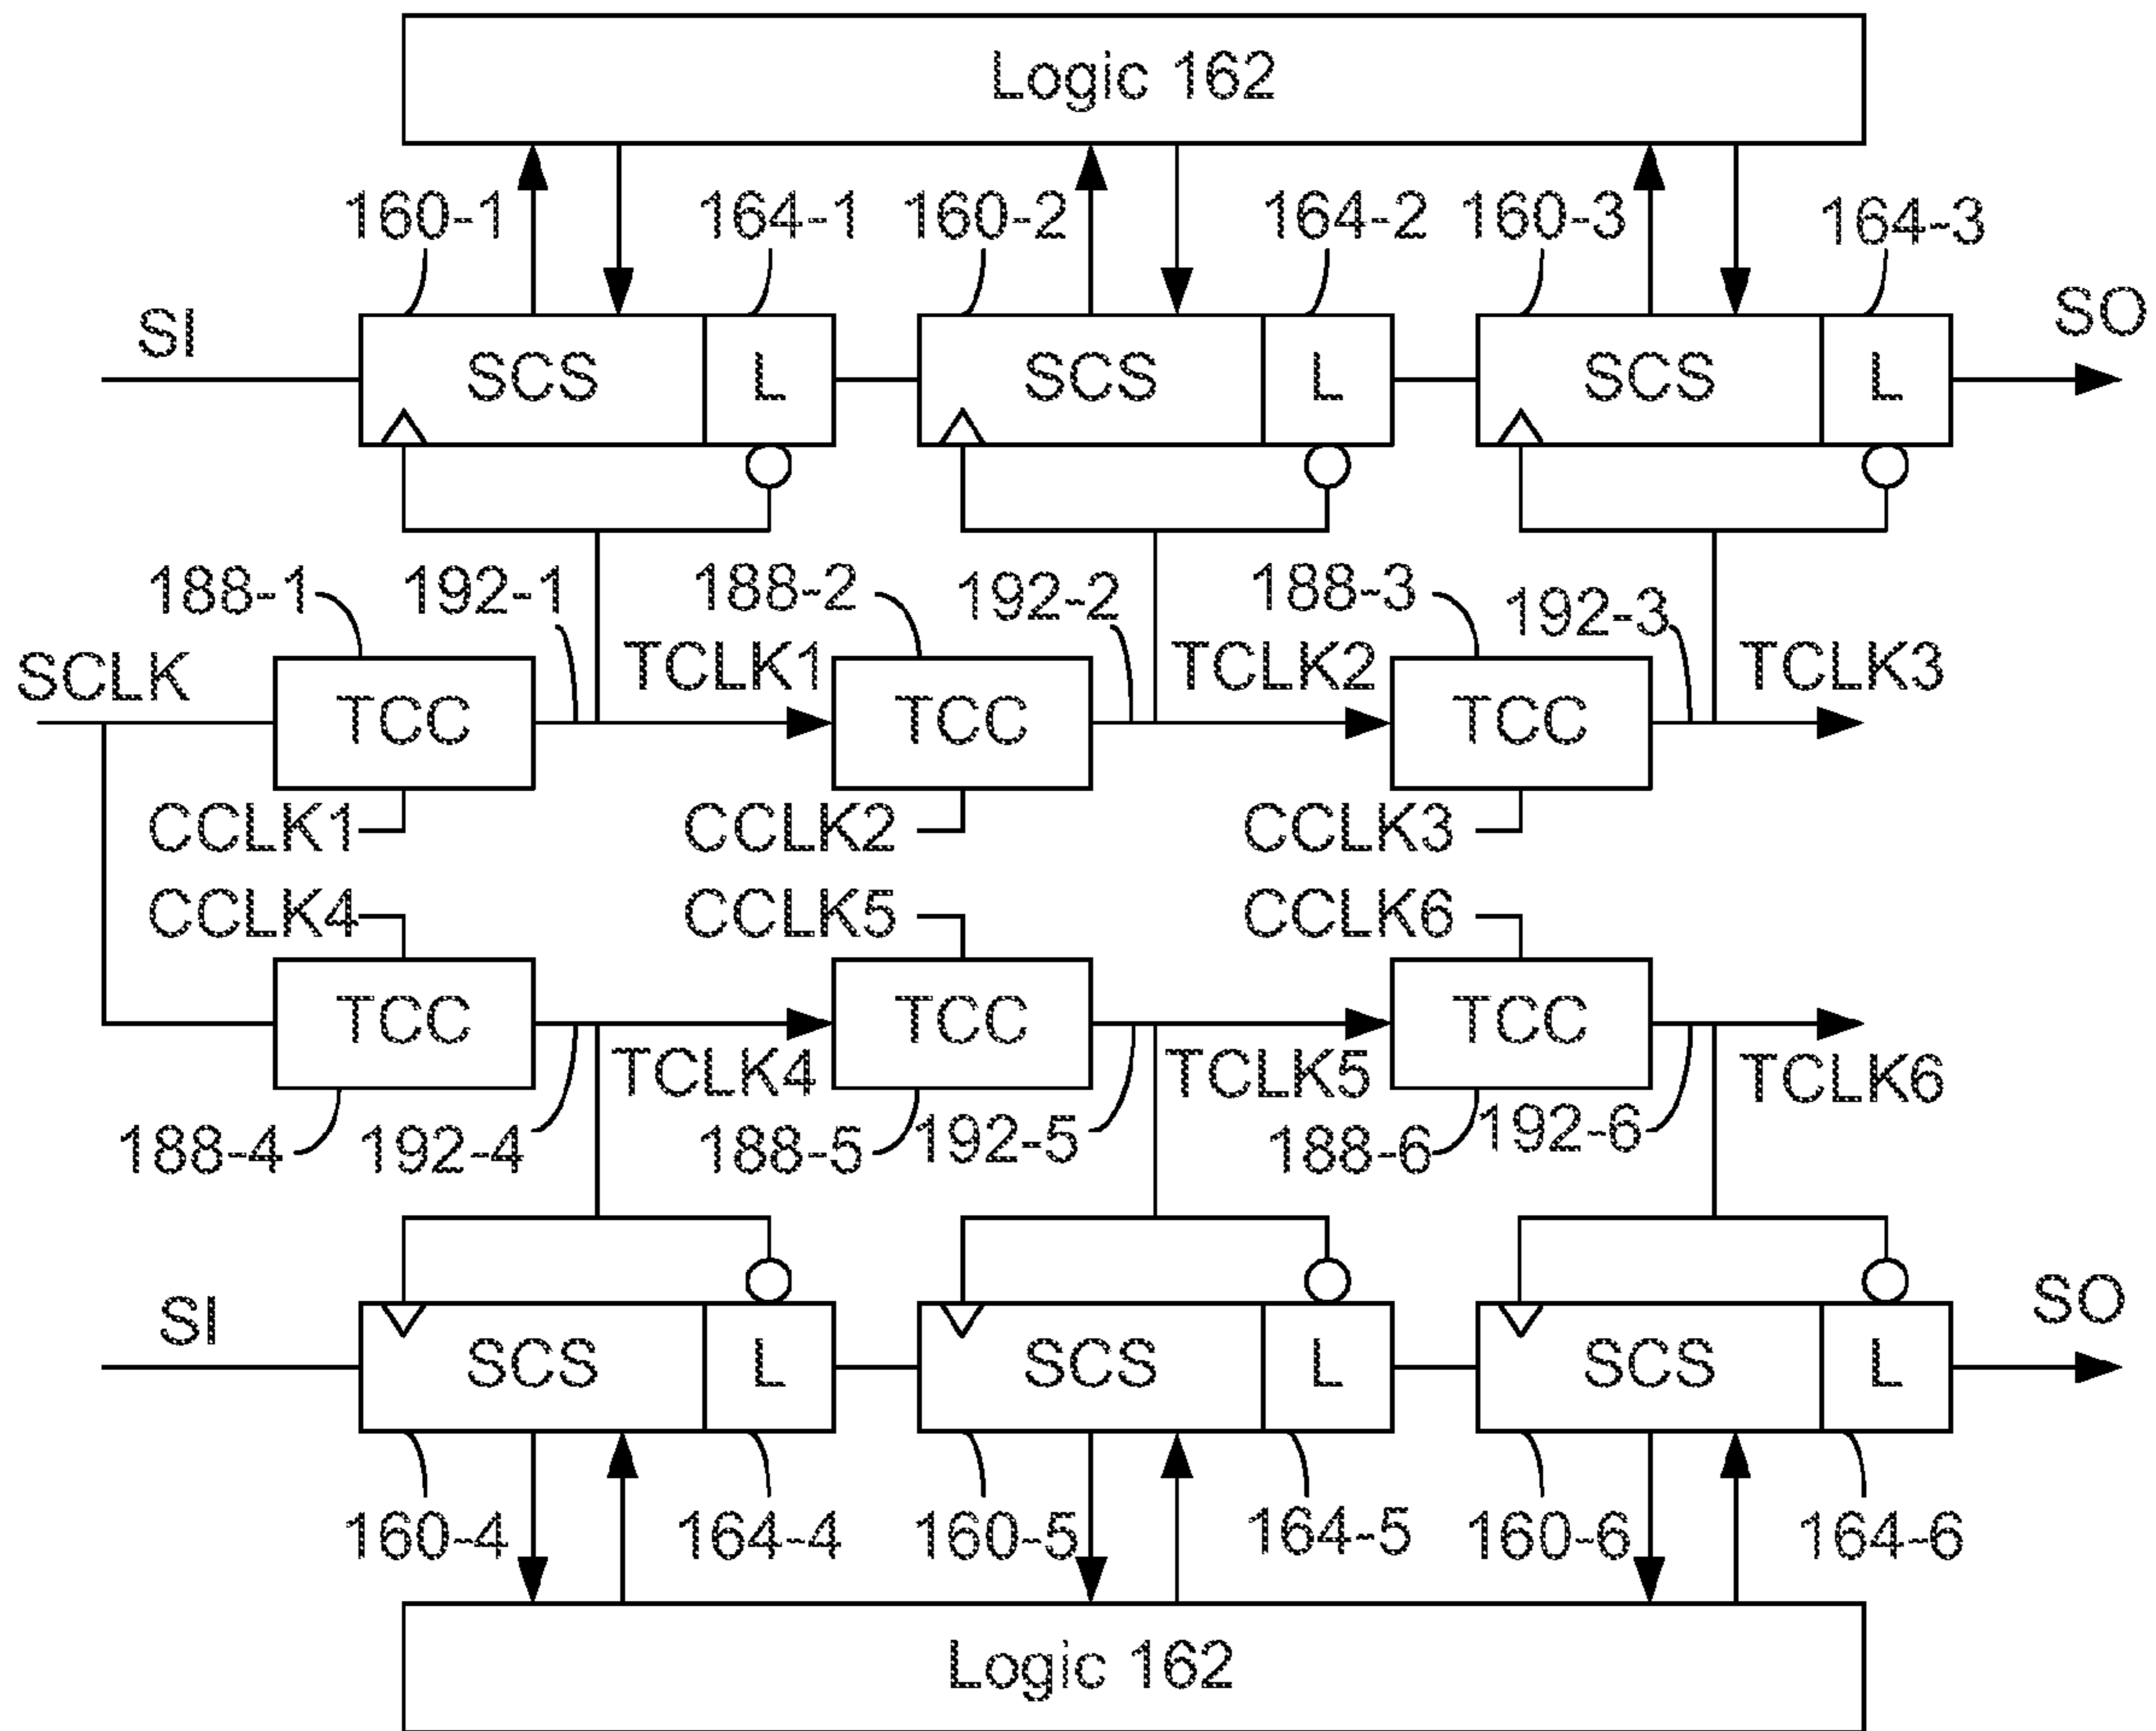 Logic 162
160-1 164-1 160-2 164-2 160-3 164-3
SI SO
SCS L SCS L SCS L
188-1 192-1 188-2 192-2 188-3 192-3
SCLK TCLK1 TCLK2 TCLK3
TCC TCC TCC
CCLK1 CCLK2 CCLK3
CCLK4 CCLK5 CCLK6
TCC TCC TCC
TCLK4 TCLK5 TCLK6
188-4 192-4 188-5 192-5 188-6 192-6
SI SO
SCS L SCS L SCS L
160-4 164-4 160-5 164-5 160-6 164-6
Logic 162